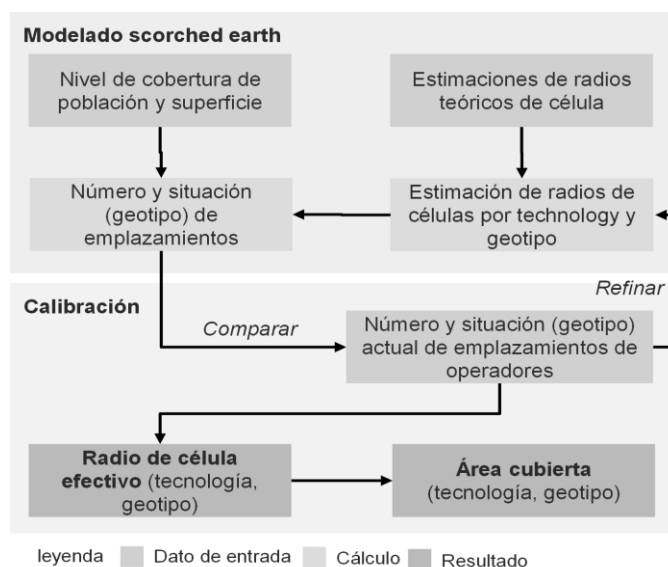 Modelado scorched earth
Nivel de cobertura de
población y superficie
Estimaciones de radios
teóricos de célula
Número y situación
(geotipo) de
emplazamientos
Estimación de radios de
células por technology y
geotipo
Refinar
Calibración
Comparar
Número y situación (geotipo)
actual de emplazamientos de
operadores
Radio de célula
efectivo (tecnología,
geotipo)
Área cubierta
(tecnología, geotipo)
leyenda Dato de entrada Cálculo Resultado